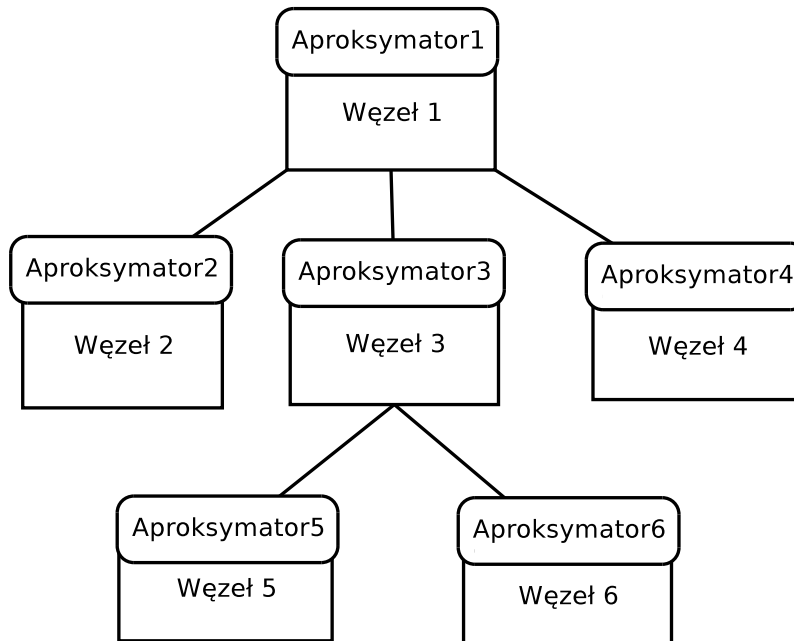 Aproksymator1
Węzeł 1
Aproksymator2
Aproksymator3
Aproksymator4
Węzeł 2
Węzeł 3
Węzeł 4
Aproksymator5
Aproksymator6
Węzeł 5
Węzeł 6